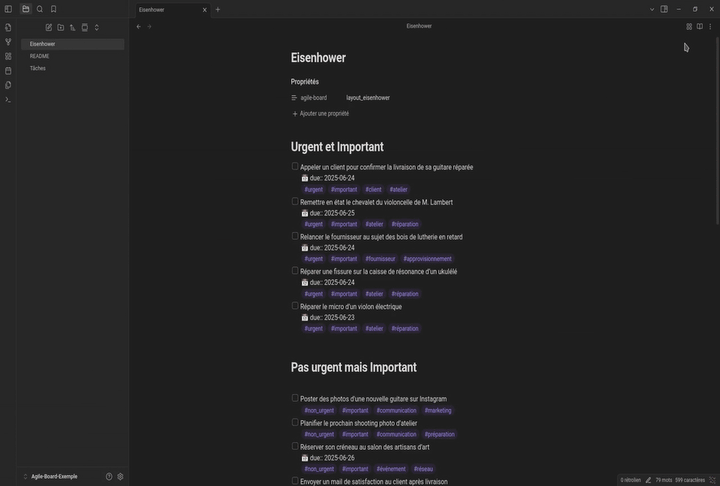 Eisenhower
Eisenhower
README
Tâches
Eisenhower
Eisenhower
Propriétés
agile-board layout_eisenhower
Ajouter une propriété
Urgent et Important
Appeler un client pour confirmer la livraison de sa guitare réparée
due:: 2025-06-24
#urgent #important #client #atelier
Remettre en état le chevalet du violoncelle de M. Lambert
due:: 2025-06-25
#urgent #important #atelier #réparation
Relancer le fournisseur au sujet des bois de lutherie en retard
due:: 2025-06-24
#urgent #important #fournisseur #approvisionnement
Réparer une fissure sur la caisse de résonance d'un ukulélé
due:: 2025-06-24
#urgent #important #atelier #réparation
Réparer le micro d'un violon électrique
due:: 2025-06-23
#urgent #important #atelier #réparation
Pas urgent mais Important
Poster des photos d'une nouvelle guitare sur Instagram
#non_urgent #important #communication #marketing
Planifier le prochain shooting photo d'atelier
#non_urgent #important #communication #préparation
Réserver son créneau au salon des artisans d'art
due:: 2025-06-26
#non_urgent #important #événement #réseau
Envoyer un mail de satisfaction au client après livraison
Agile-Board-Exemple
0 rétrolien 79 mots 599 caractères